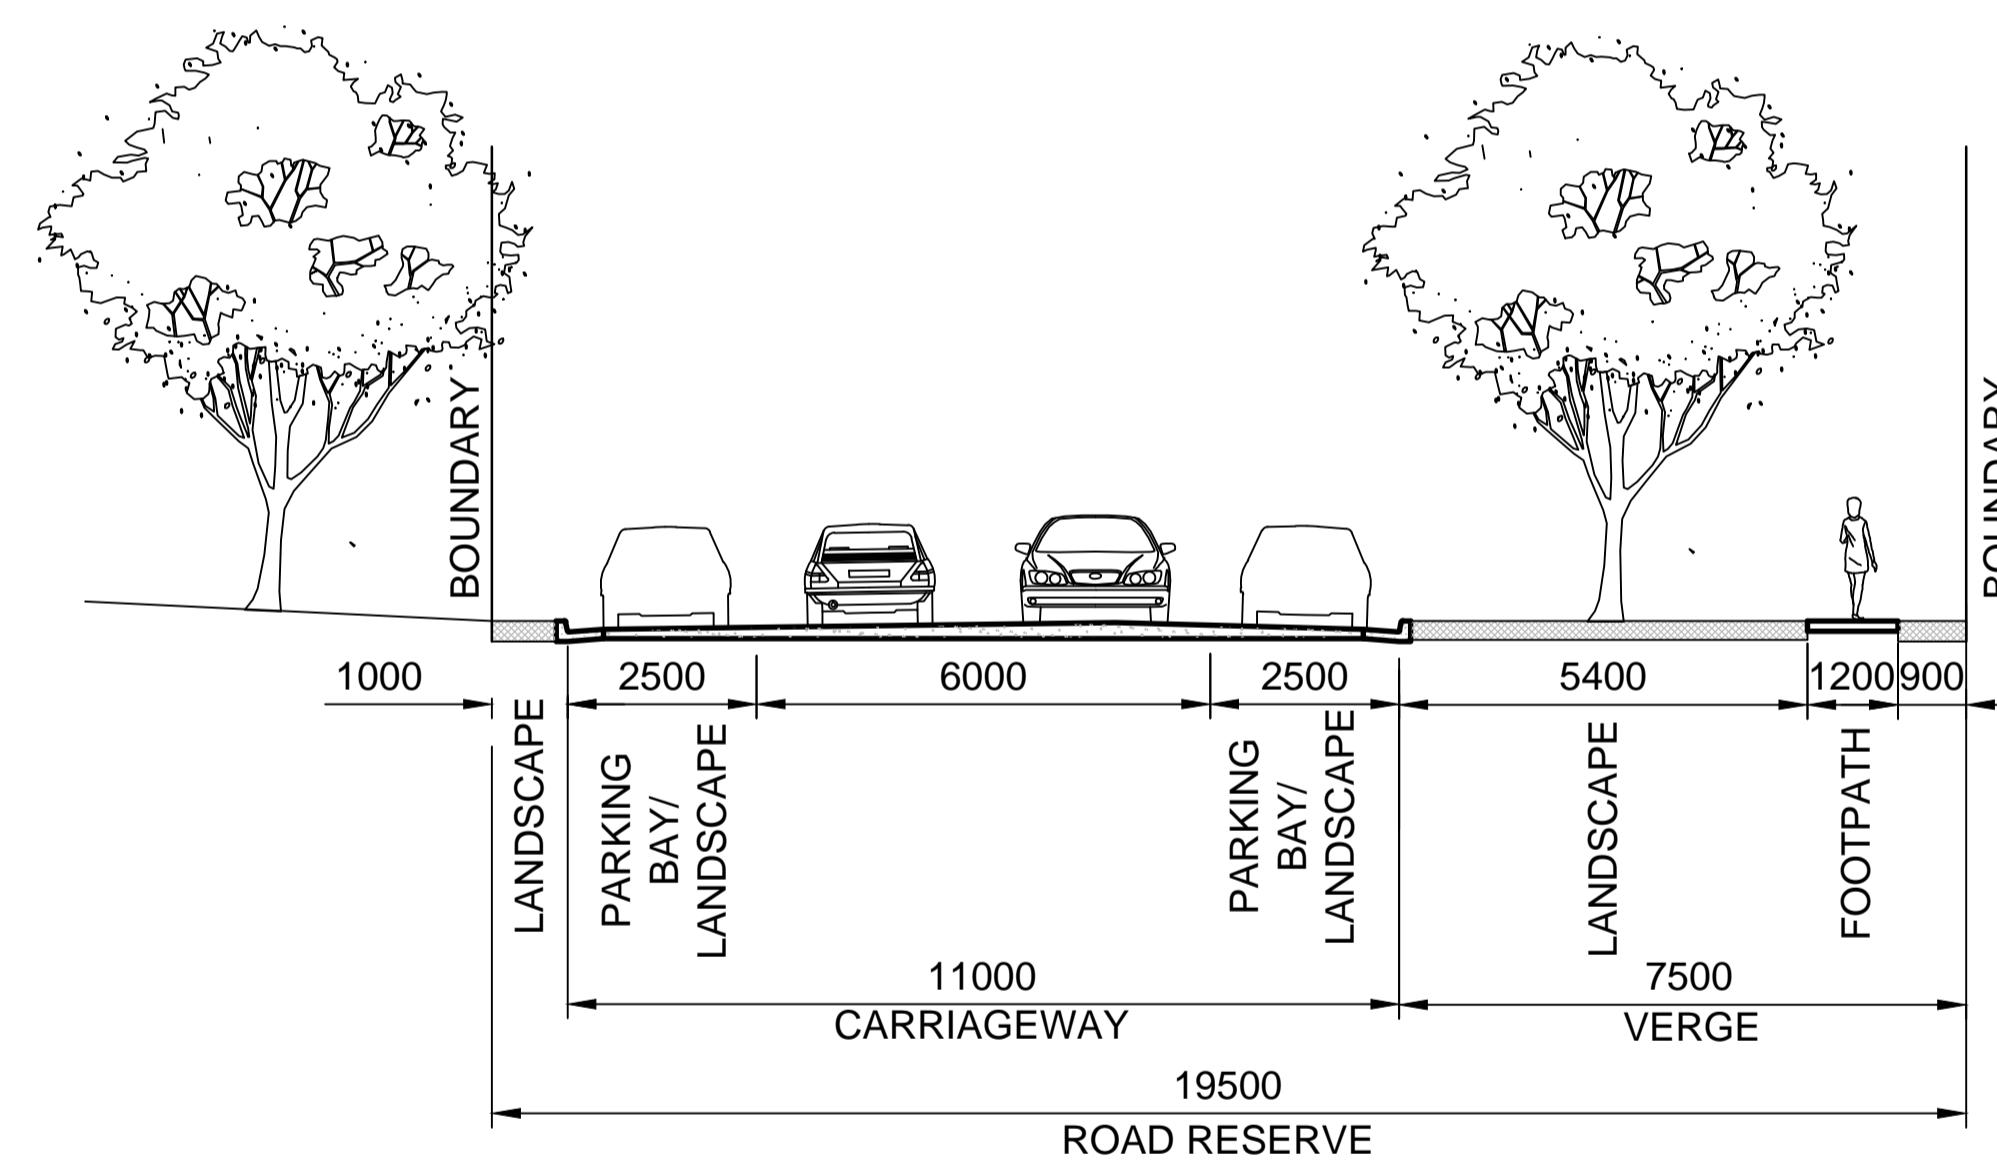 BOUNDARY
BOUNDARY
1000
2500
6000
2500
5400
1200
900
LANDSCAPE
PARKING
BAY/
LANDSCAPE
PARKING
BAY/
LANDSCAPE
LANDSCAPE
FOOTPATH
11000
CARRIAGEWAY
7500
VERGE
19500
ROAD RESERVE